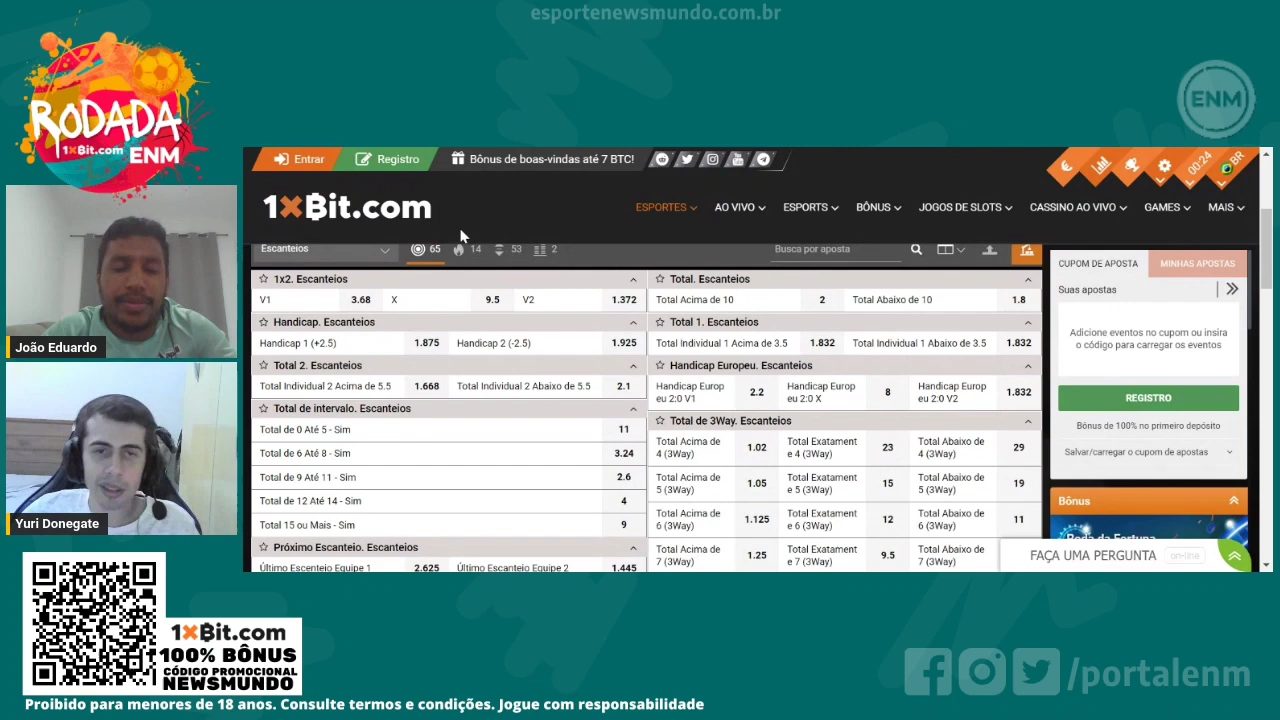 esportenewsmundo.com.br
RODADA
1xBit.com
ENM
ENM
João Eduardo
Yuri Donegate
Entrar
Registro
Bônus de boas-vindas até 7 BTC!
€
00:24
BR
1xBit.com
ESPORTES
AO VIVO
ESPORTS
BÔNUS
JOGOS DE SLOTS
CASSINO AO VIVO
GAMES
MAIS
Escanteios
65
14
53
2
Busca por aposta
1x2. Escanteios
V1 3.68 X 9.5 V2 1.372
Handicap. Escanteios
Handicap 1 (+2.5) 1.875 Handicap 2 (-2.5) 1.925
Total 2. Escanteios
Total Individual 2 Acima de 5.5 1.668 Total Individual 2 Abaixo de 5.5 2.1
Total de intervalo. Escanteios
Total de 0 Até 5 - Sim 11
Total de 6 Até 8 - Sim 3.24
Total de 9 Até 11 - Sim 2.6
Total de 12 Até 14 - Sim 4
Total 15 ou Mais - Sim 9
Próximo Escanteio. Escanteios
Último Escenteio Equipe 1 2.625 Último Escenteio Equipe 2 1.445
Total. Escanteios
Total Acima de 10 2 Total Abaixo de 10 1.8
Total 1. Escanteios
Total Individual 1 Acima de 3.5 1.832 Total Individual 1 Abaixo de 3.5 1.832
Handicap Europeu. Escanteios
Handicap Europ 2.2 Handicap Europ 8 Handicap Europ 1.832
eu 2:0 V1 eu 2:0 X eu 2:0 V2
Total de 3Way. Escanteios
Total Acima de 1.02 Total Exatament 23 Total Abaixo de 29
4 (3Way) e 4 (3Way) 4 (3Way)
Total Acima de 1.05 Total Exatament 15 Total Abaixo de 19
5 (3Way) e 5 (3Way) 5 (3Way)
Total Acima de 1.125 Total Exatament 12 Total Abaixo de 11
6 (3Way) e 6 (3Way) 6 (3Way)
Total Acima de 1.25 Total Exatament 9.5 Total Abaixo de
7 (3Way) e 7 (3Way) 7 (3Way)
CUPOM DE APOSTA
MINHAS APOSTAS
Suas apostas
Adicione eventos no cupom ou insira
o código para carregar os eventos
REGISTRO
Bônus de 100% no primeiro depósito
Salvar/carregar o cupom de apostas
Bônus
Roda da Fortuna
FAÇA UMA PERGUNTA on-line
1xBit.com
100% BÔNUS
CÓDIGO PROMOCIONAL
NEWSMUNDO
/portalenm
Proibido para menores de 18 anos. Consulte termos e condições. Jogue com responsabilidade